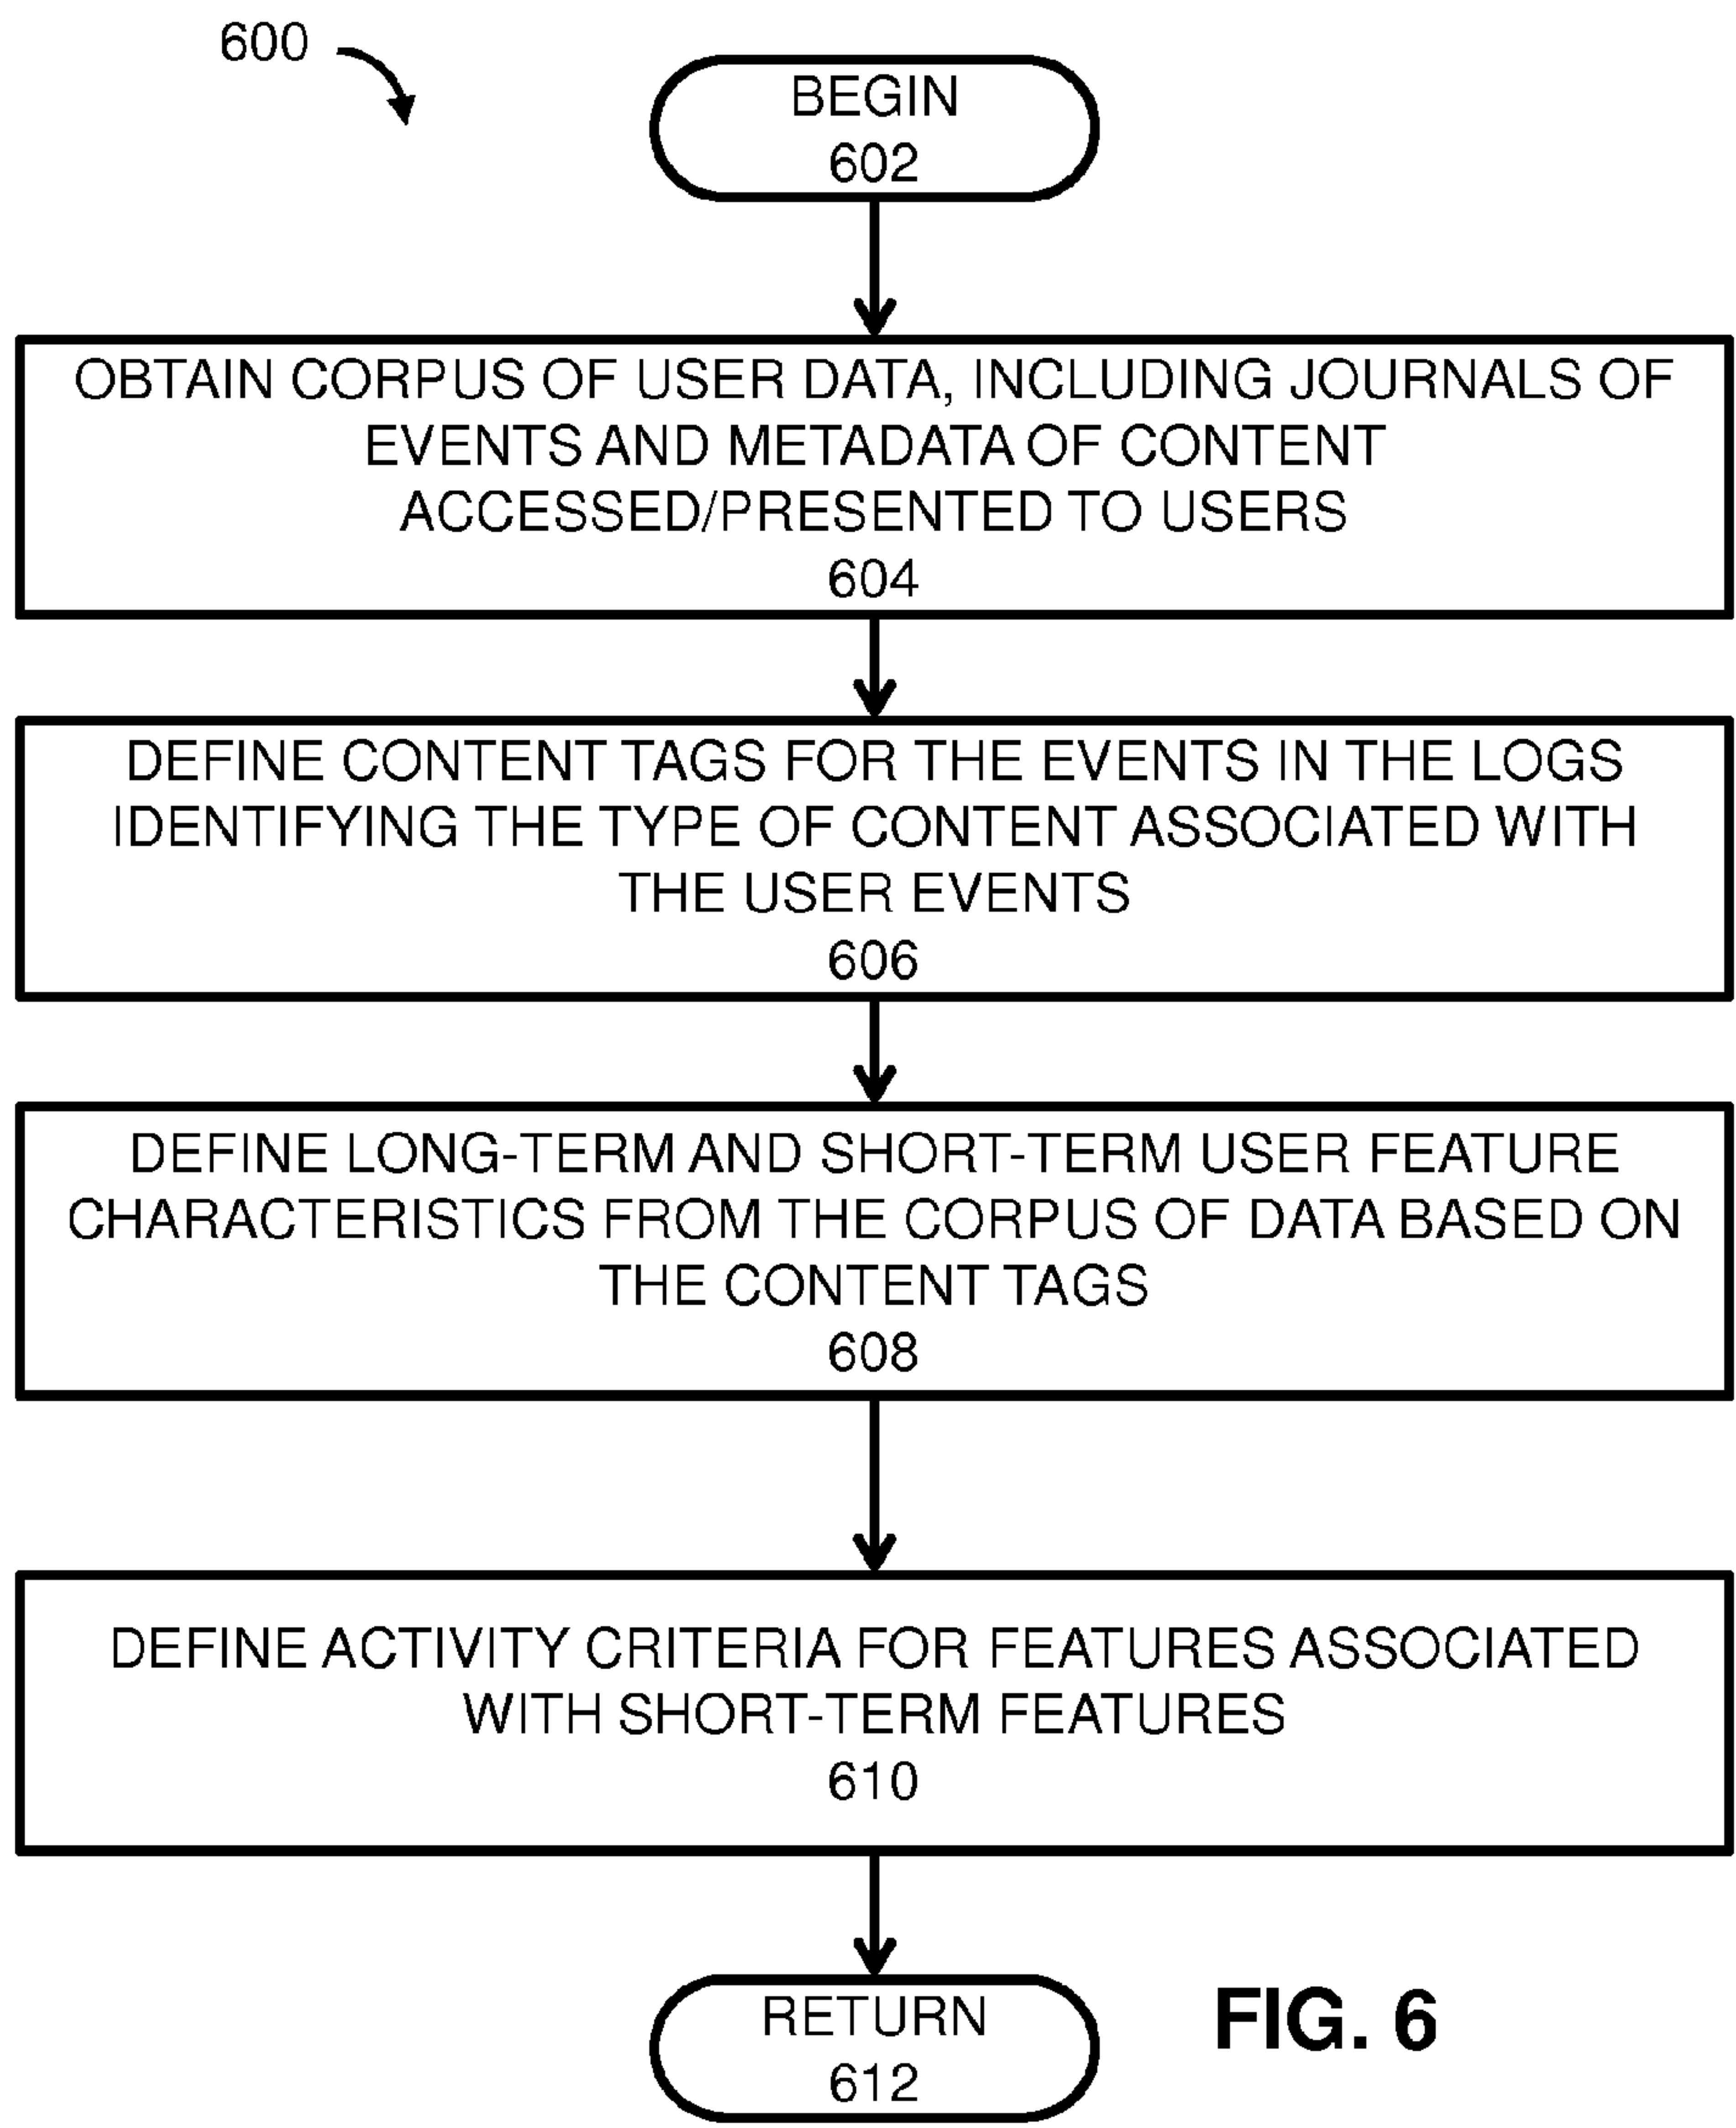 600
BEGIN
602
OBTAIN CORPUS OF USER DATA, INCLUDING JOURNALS OF
EVENTS AND METADATA OF CONTENT
ACCESSED/PRESENTED TO USERS
604
DEFINE CONTENT TAGS FOR THE EVENTS IN THE LOGS
IDENTIFYING THE TYPE OF CONTENT ASSOCIATED WITH
THE USER EVENTS
606
DEFINE LONG-TERM AND SHORT-TERM USER FEATURE
CHARACTERISTICS FROM THE CORPUS OF DATA BASED ON
THE CONTENT TAGS
608
DEFINE ACTIVITY CRITERIA FOR FEATURES ASSOCIATED
WITH SHORT-TERM FEATURES
610
RETURN
612
FIG. 6